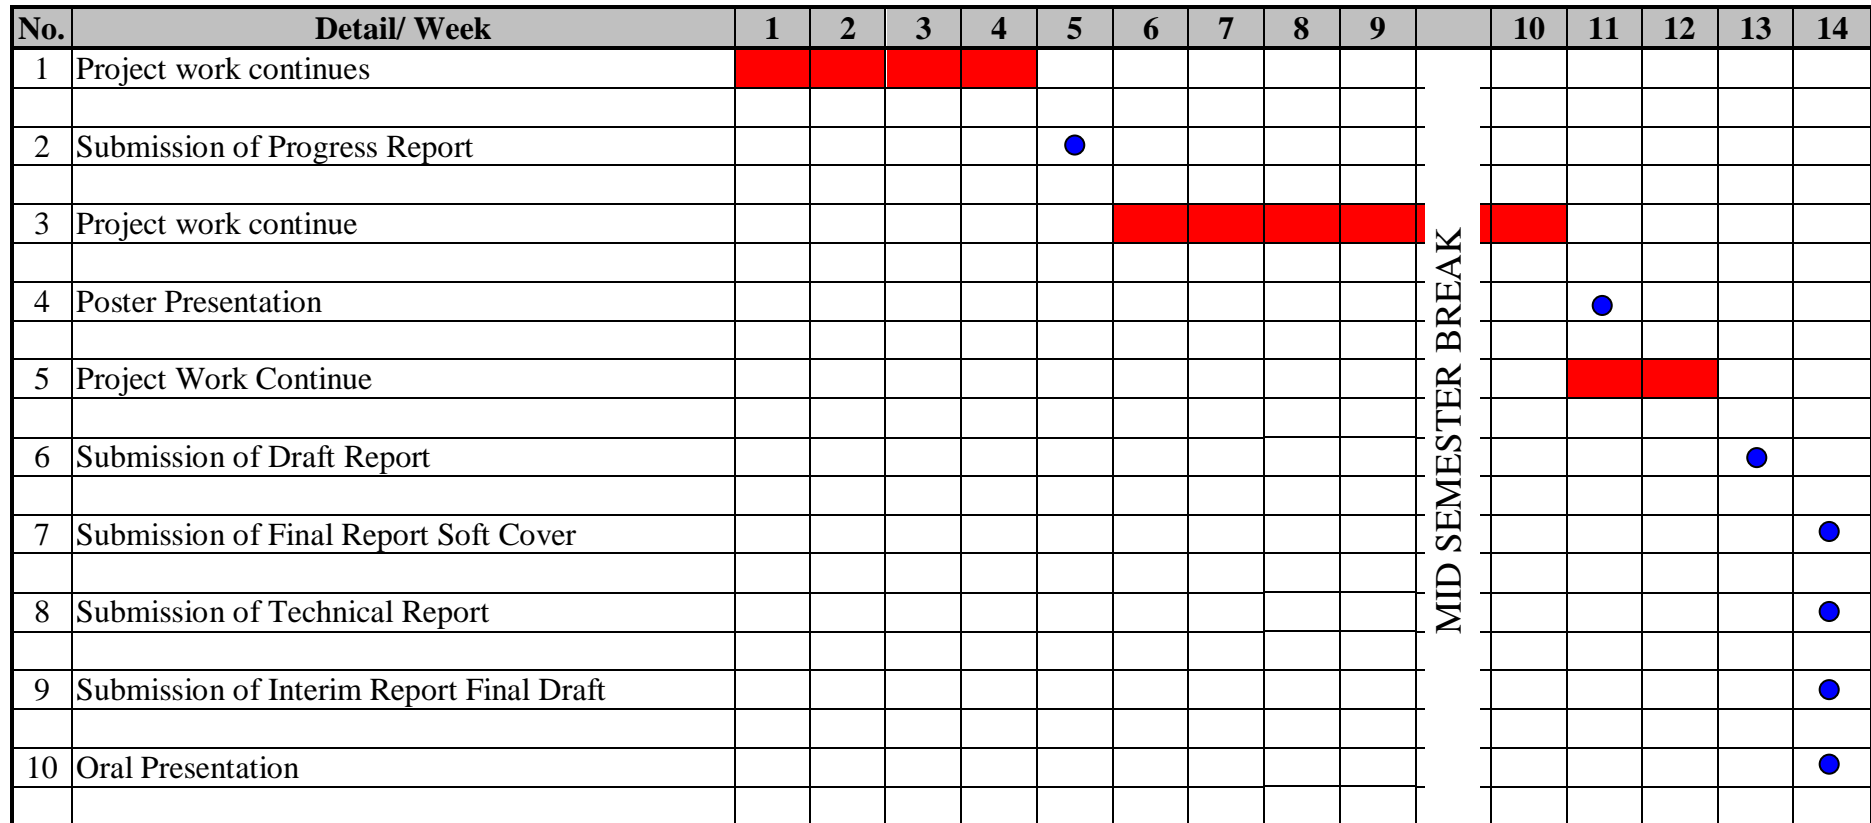 No. Detail/ Week 1 2 3 4 5 6 7 8 9 10 11 12 13 14
1 Project work continues
2 Submission of Progress Report
3 Project work continue
4 Poster Presentation
5 Project Work Continue
6 Submission of Draft Report
7 Submission of Final Report Soft Cover
8 Submission of Technical Report
9 Submission of Interim Report Final Draft
10 Oral Presentation
MID SEMESTER BREAK